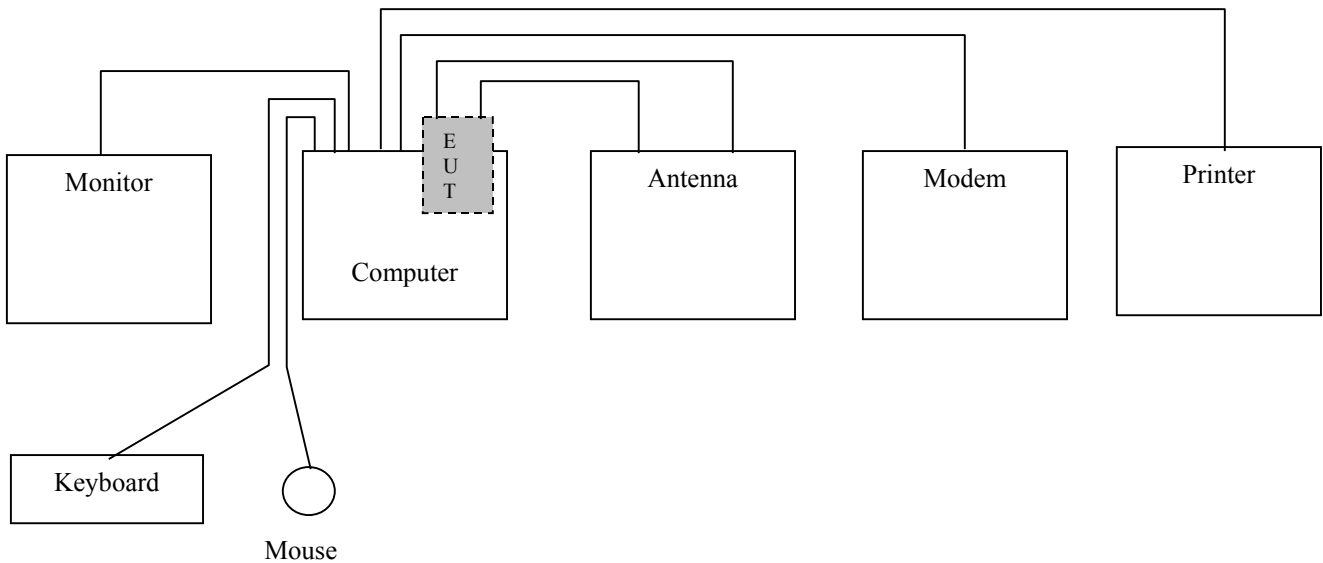 E
U
T
Monitor
Antenna
Modem
Printer
Computer
Keyboard
Mouse